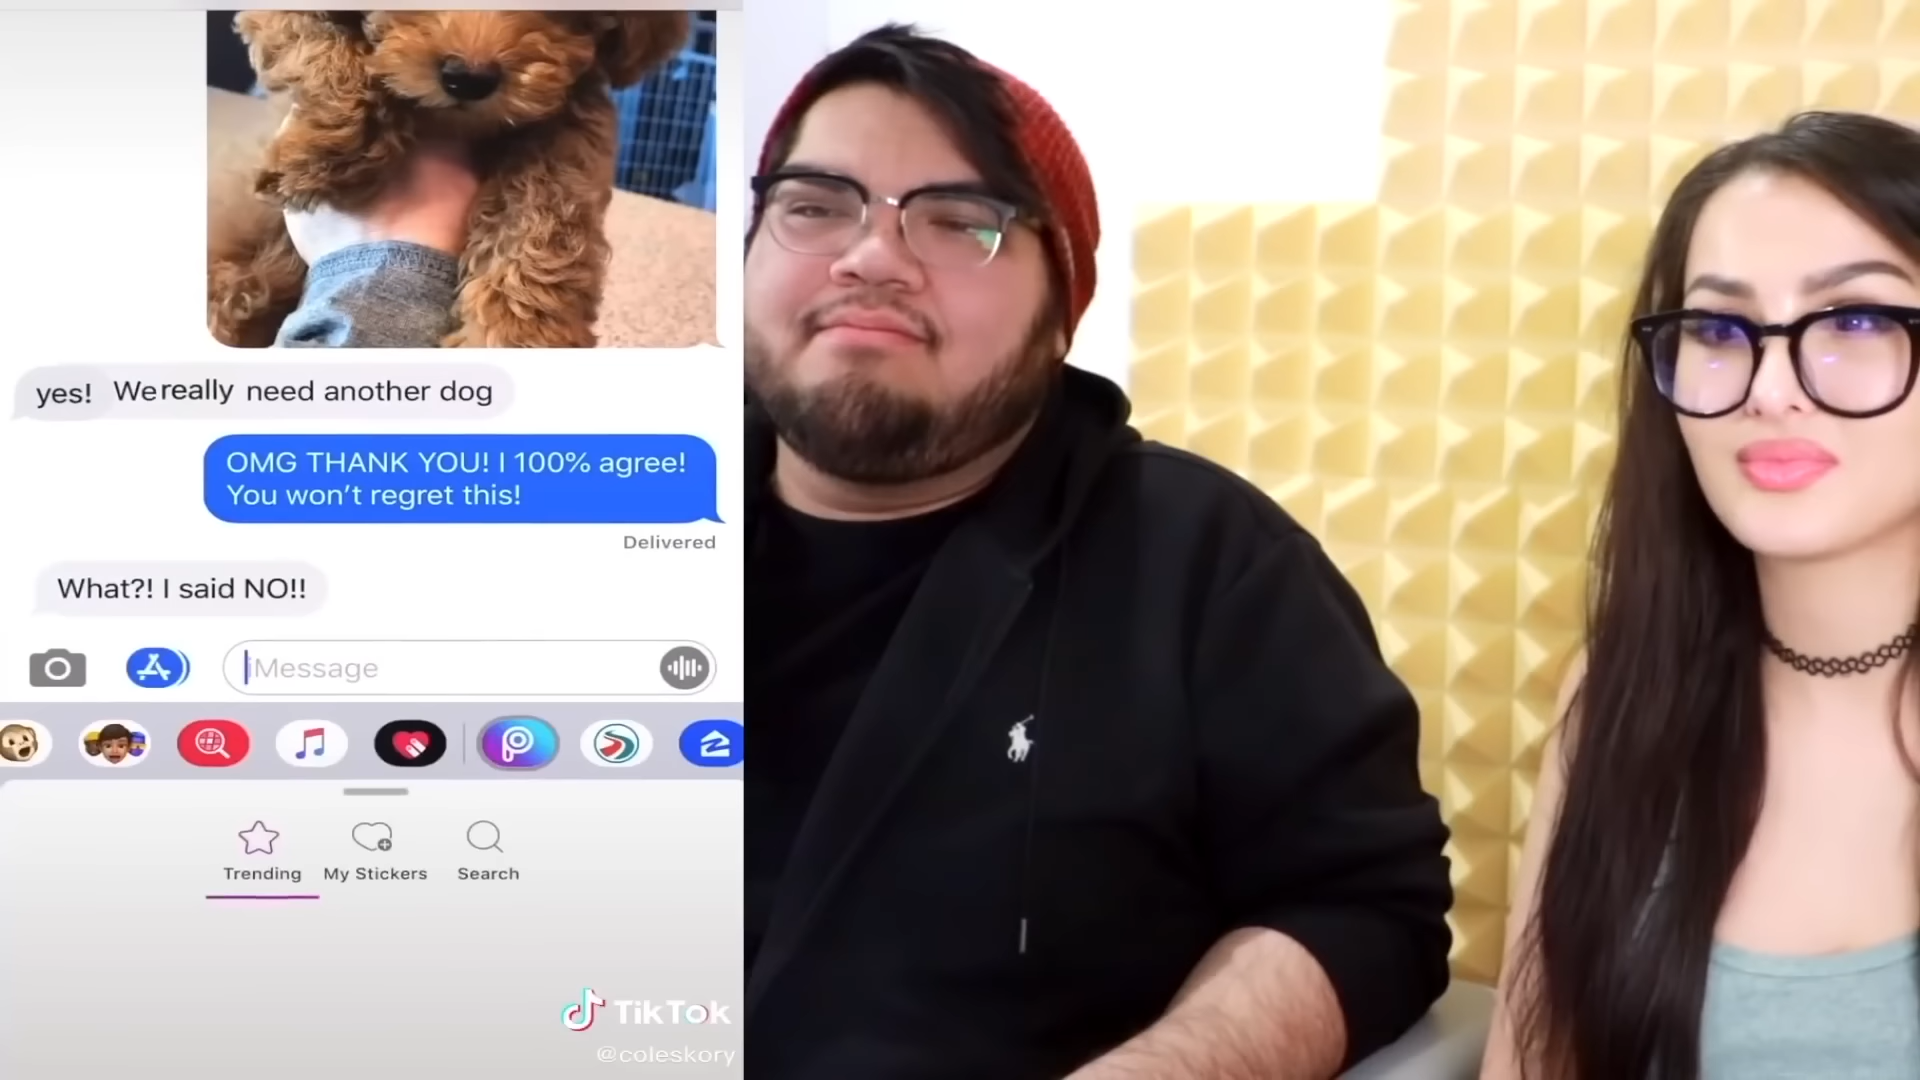 yes! We really need another dog
OMG THANK YOU! I 100% agree!
You won't regret this!
Delivered
What?! I said NO!!
iMessage
Trending
My Stickers
Search
TikTok
@coleskory